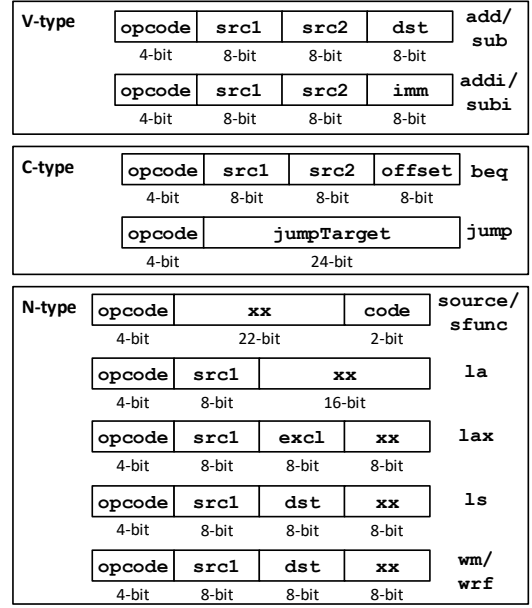 V-type
opcode src1 src2 dst add/
sub
4-bit 8-bit 8-bit 8-bit
opcode src1 src2 imm addi/
subi
4-bit 8-bit 8-bit 8-bit
C-type
opcode src1 src2 offset beq
4-bit 8-bit 8-bit 8-bit
opcode jumpTarget jump
4-bit 24-bit
N-type
opcode xx code source/
sfunc
4-bit 22-bit 2-bit
opcode src1 xx la
4-bit 8-bit 16-bit
opcode src1 excl xx lax
4-bit 8-bit 8-bit 8-bit
opcode src1 dst xx ls
4-bit 8-bit 8-bit 8-bit
opcode src1 dst xx wm/
wrf
4-bit 8-bit 8-bit 8-bit